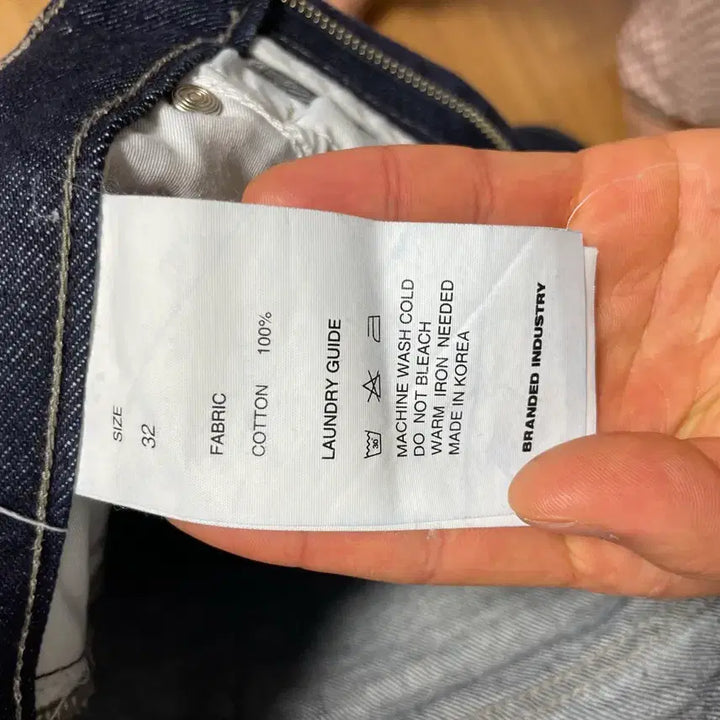 SIZE
32
FABRIC
COTTON 100%
LAUNDRY GUIDE
30
MACHINE WASH COLD
DO NOT BLEACH
WARM IRON NEEDED
MADE IN KOREA
BRANDED INDUSTRY